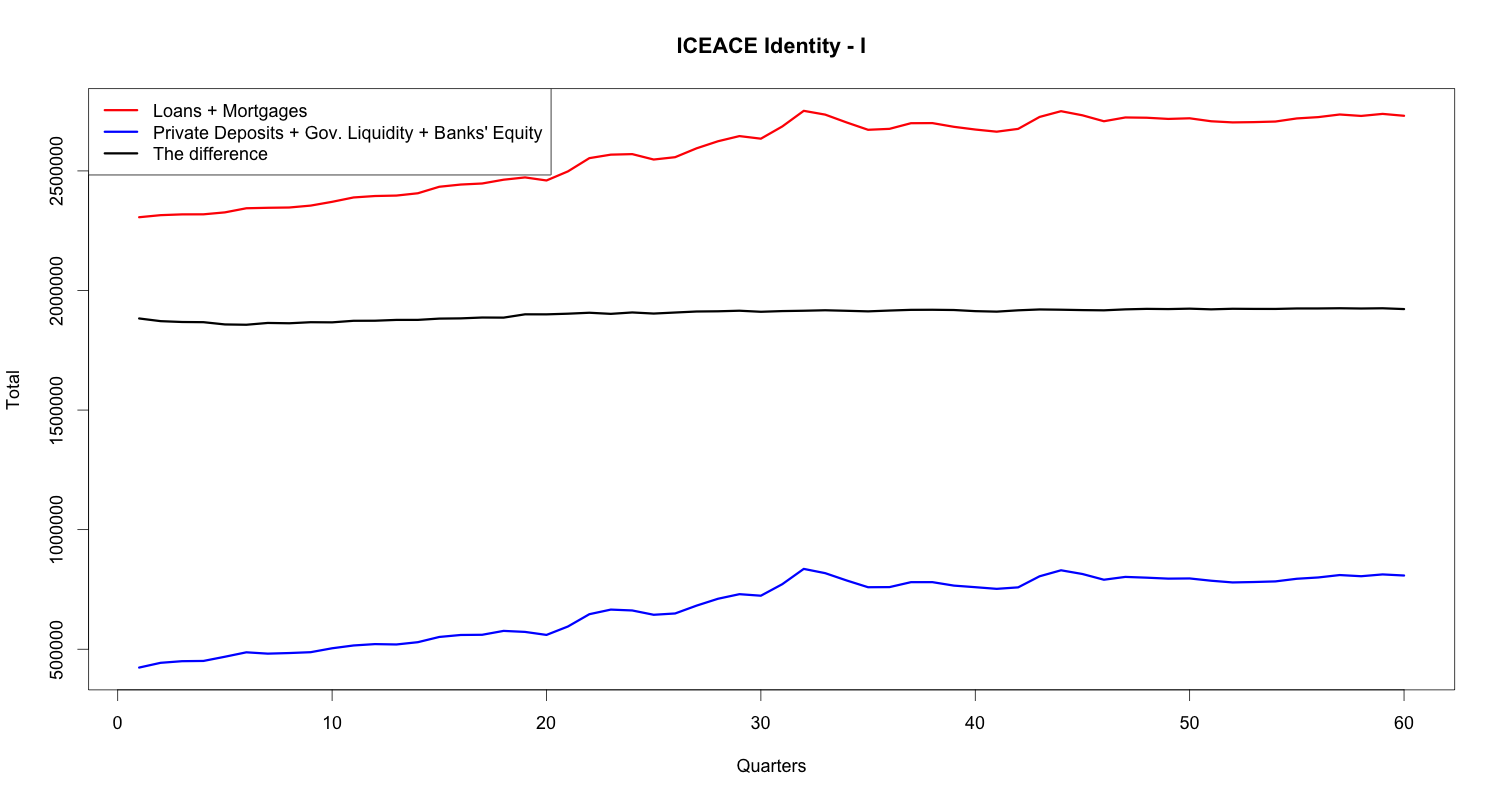 ICEACE Identity - I
Loans + Mortgages
Private Deposits + Gov. Liquidity + Banks' Equity
The difference
2500000
2000000
1500000
1000000
500000
Total
0 10 20 30 40 50 60
Quarters